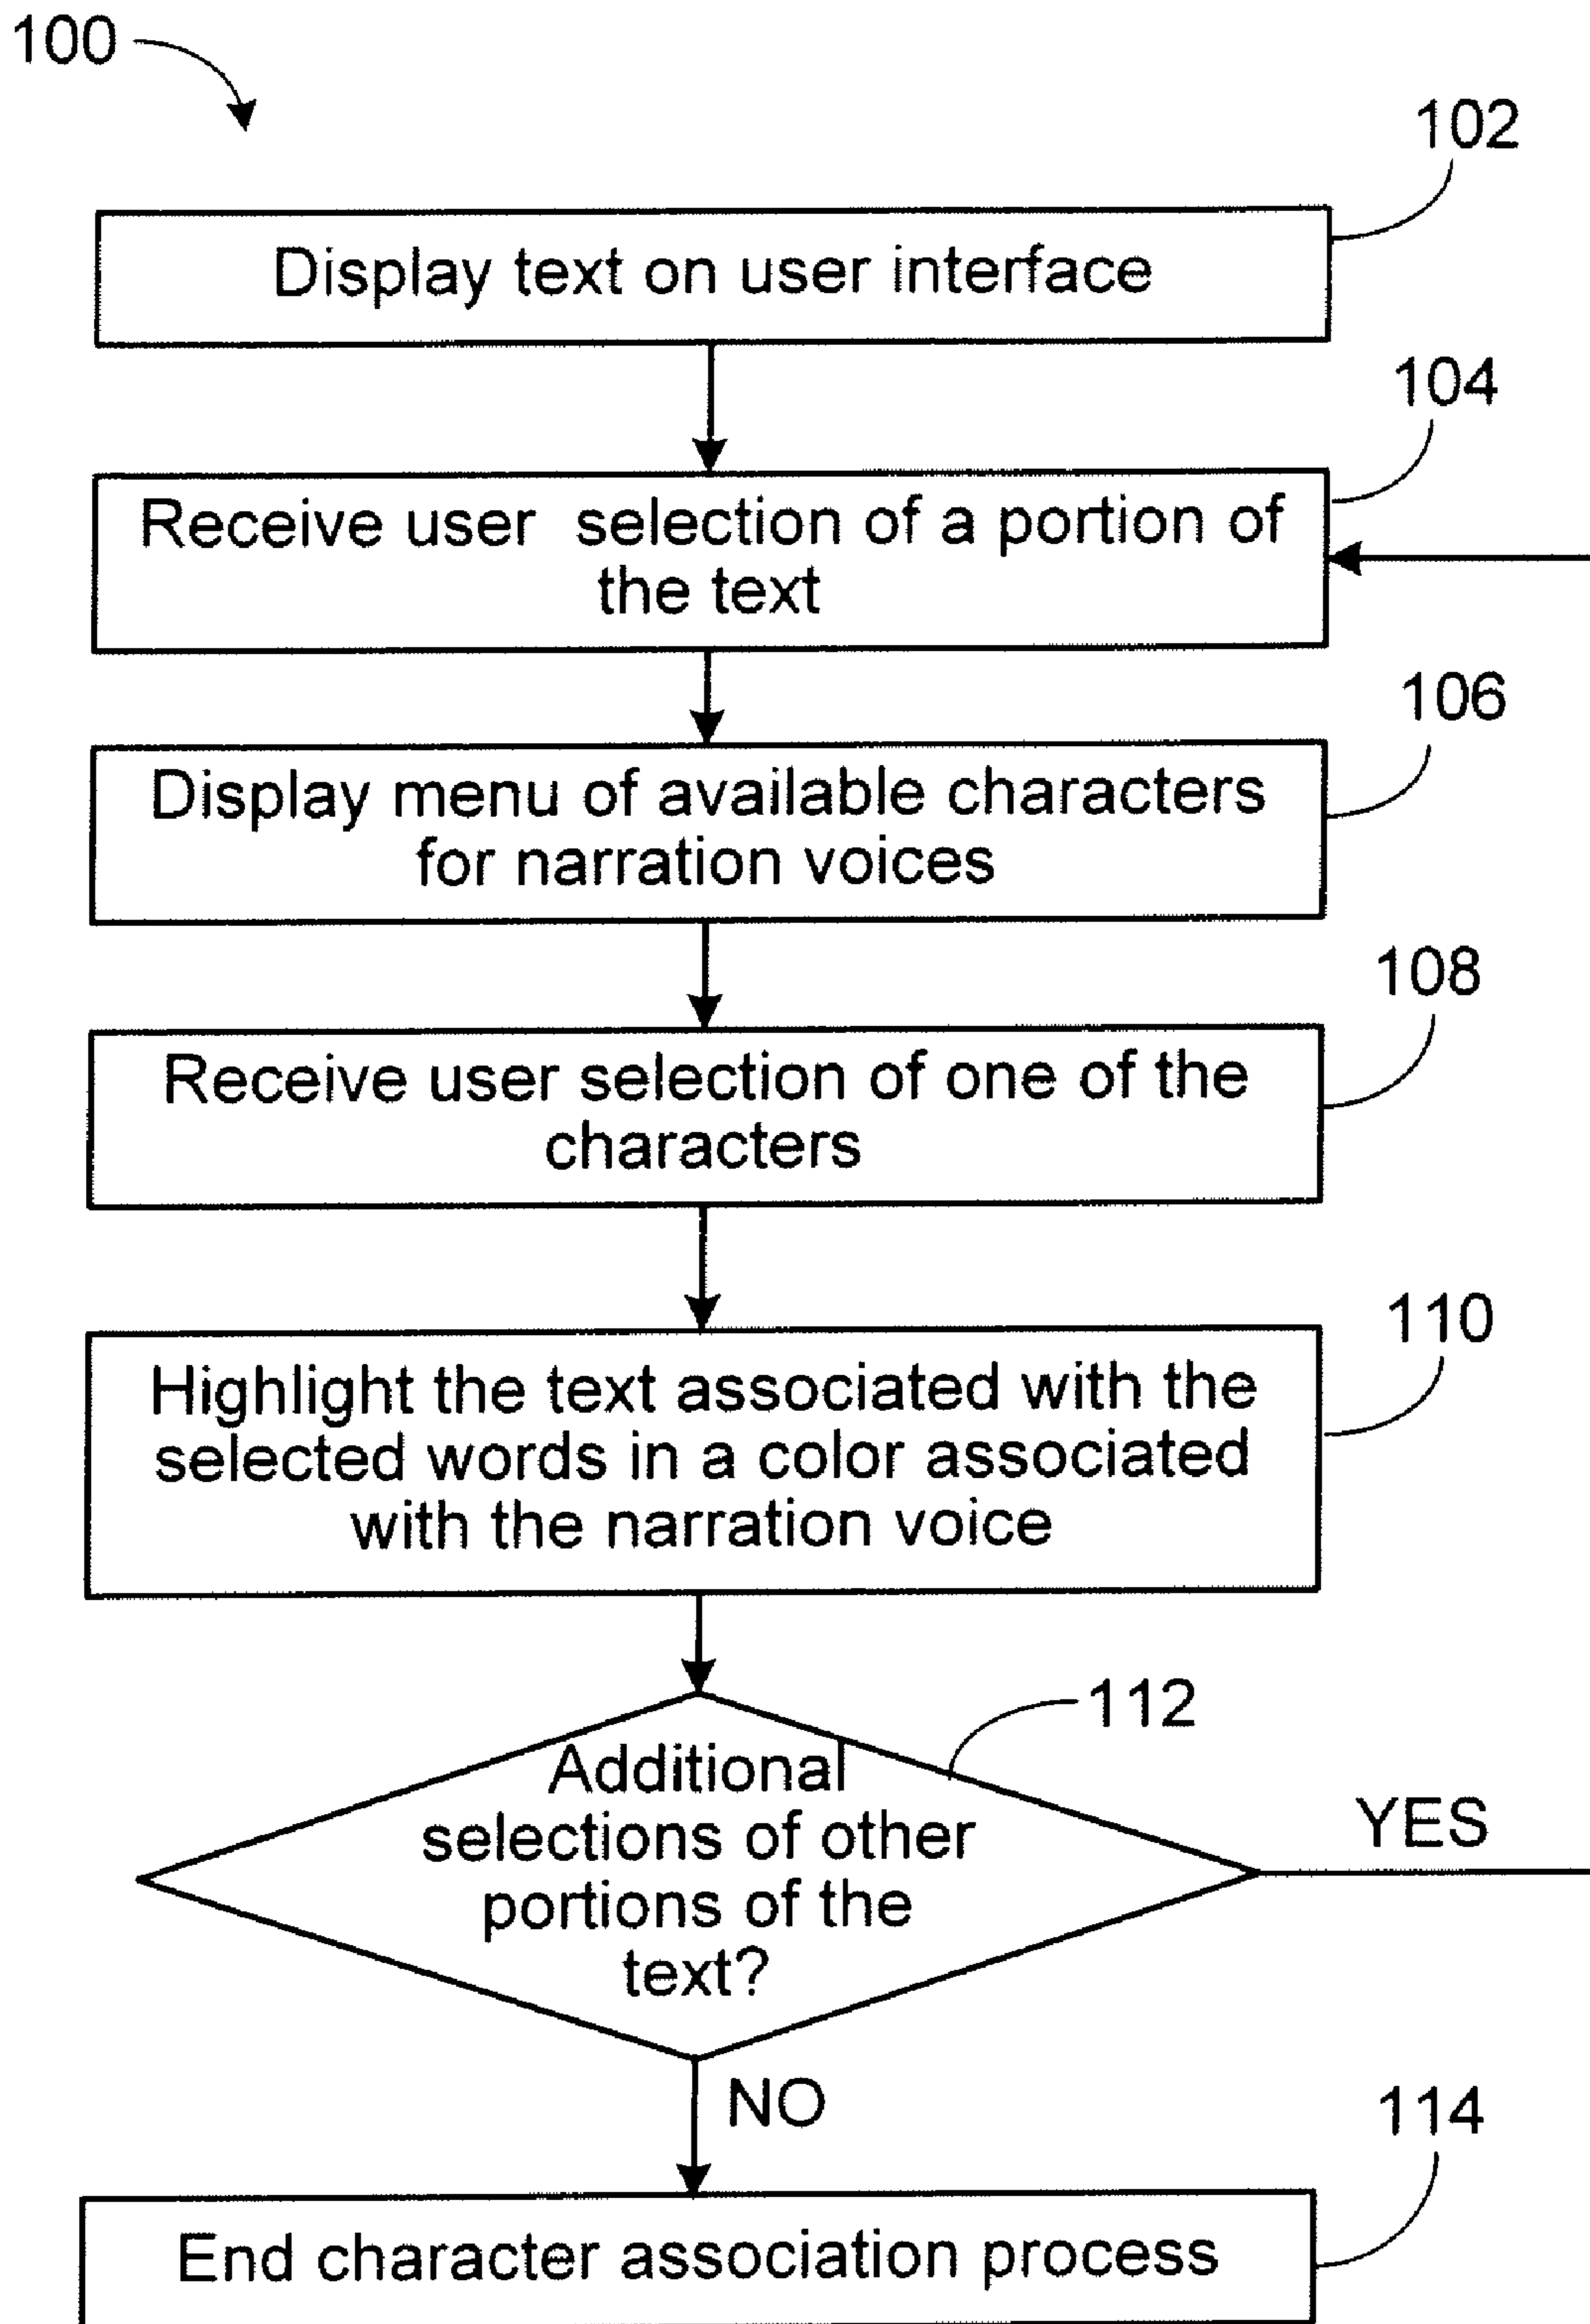 100
102
Display text on user interface
104
Receive user selection of a portion of
the text
106
Display menu of available characters
for narration voices
108
Receive user selection of one of the
characters
110
Highlight the text associated with the
selected words in a color associated
with the narration voice
112
Additional
selections of other
portions of the
text?
YES
NO
114
End character association process